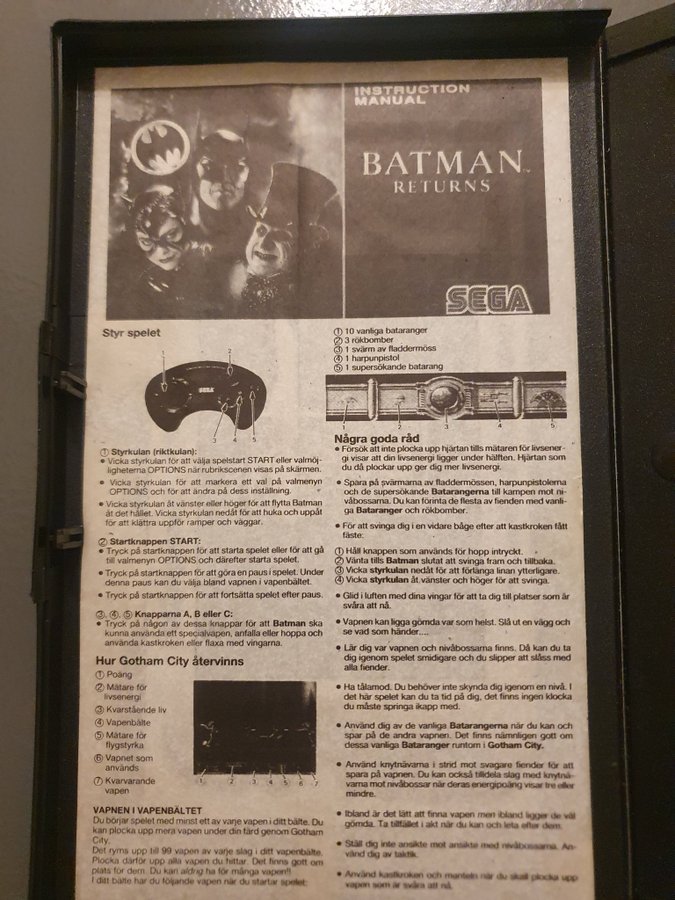 INSTRUCTION
MANUAL
BATMAN
RETURNS
SEGA
Styr spelet
1
2
SEGA
3
4
5
① Styrkulan (riktkulan):
• Vicka styrkulan för att välja spelstart START eller valmöj-
ligheterna OPTIONS när rubrikscenen visas på skärmen.
• Vicka styrkulan för att markera ett val på valmenyn
OPTIONS och för att ändra på dess inställning.
• Vicka styrkulan åt vänster eller höger för att flytta Batman
åt det hållet. Vicka styrkulan nedåt för att huka och uppåt
för att klättra uppför ramper och väggar.
② Startknappen START:
• Tryck på startknappen för att starta spelet eller för att gå
till valmenyn OPTIONS och därefter starta spelet.
• Tryck på startknappen för att göra en paus i spelet. Under
denna paus kan du välja bland vapnen i vapenbältet.
• Tryck på startknappen för att fortsätta spelet efter paus.
③, ④, ⑤ Knapparna A, B eller C:
• Tryck på någon av dessa knappar för att Batman ska
kunna använda ett specialvapen, anfalla eller hoppa och
använda kastkroken eller flaxa med vingarna.
Hur Gotham City återvinns
① Poäng
② Mätare för
livsenergi
③ Kvarstående liv
④ Vapenbälte
⑤ Mätare för
flygstyrka
⑥ Vapnet som
används
⑦ Kvarvarande
vapen
1 2 3 4 5 6 7
VAPNEN I VAPENBÄLTET
Du börjar spelet med minst ett av varje vapen i ditt bälte. Du
kan plocka upp mera vapen under din färd genom Gotham
City.
Det ryms upp till 99 vapen av varje slag i ditt vapenbälte.
Plocka därför upp alla vapen du hittar. Det finns gott om
plats för dem. Du kan aldrig ha för många vapen!!
I ditt bälte har du följande vapen när du startar spelet:
① 10 vanliga bataranger
② 3 rökbomber
③ 1 svärm av fladdermöss
④ 1 harpunpistol
⑤ 1 supersökande batarang
1 2 3 4 5
Några goda råd
• Försök att inte plocka upp hjärtan tills mätaren för livsener-
gi visar att din livsenergi ligger under hälften. Hjärtan som
du då plockar upp ger dig mer livsenergi.
• Spara på svärmarna av fladdermössen, harpunpistolerna
och de supersökande Batarangerna till kampen mot ni-
våbossarna. Du kan förinta de flesta av fienden med vanli-
ga Bataranger och rökbomber.
• För att svinga dig i en vidare båge efter att kastkroken fått
fäste:
① Håll knappen som används för hopp intryckt.
② Vänta tills Batman slutat att svinga fram och tillbaka.
③ Vicka styrkulan nedåt för att förlänga linan ytterligare.
④ Vicka styrkulan åt vänster och höger för att svinga.
• Glid i luften med dina vingar för att ta dig till platser som är
svåra att nå.
• Vapnen kan ligga gömda var som helst. Slå ut en vägg och
se vad som händer....
• Lär dig var vapnen och nivåbossarna finns. Då kan du ta
dig igenom spelet smidigare och du slipper att slåss med
alla fiender.
• Ha tålamod. Du behöver inte skynda dig igenom en nivå. I
det här spelet kan du ta tid på dig, det finns ingen klocka
du måste springa ikapp med.
• Använd dig av de vanliga Batarangerna när du kan och
spar på de andra vapnen. Det finns nämligen gott om
dessa vanliga Bataranger runtom i Gotham City.
• Använd knytnävarna i strid mot svagare fiender för att
spara på vapnen. Du kan också tilldela slag med knytnä-
varna mot nivåbossar när deras energipoäng visar tre eller
mindre.
• Ibland är det lätt att finna vapen men ibland ligger de väl
gömda. Ta tillfället i akt när du kan och leta efter dem.
• Ställ dig inte ansikte mot ansikte med nivåbossarna. An-
vänd dig av taktik.
• Använd kastkroken och manteln när du skall plocka upp
vapen som är svåra att nå.